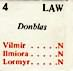 4 LAW
Donblas
Vilmir ......N
Ilmiora.....N
Lormyr.....N